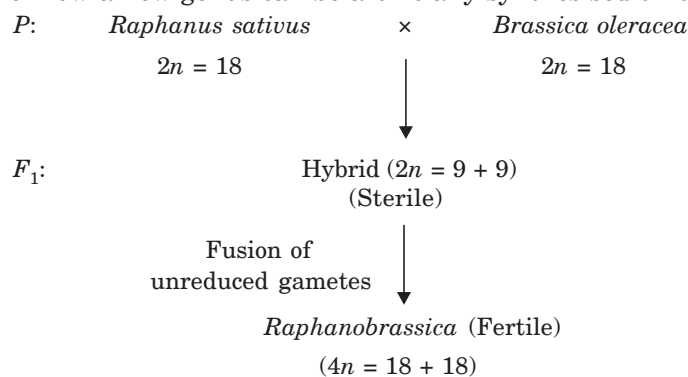 P: Raphanus sativus × Brassica oleracea
2n = 18 2n = 18
F1: Hybrid (2n = 9 + 9)
(Sterile)
Fusion of
unreduced gametes
Raphanobrassica (Fertile)
(4n = 18 + 18)